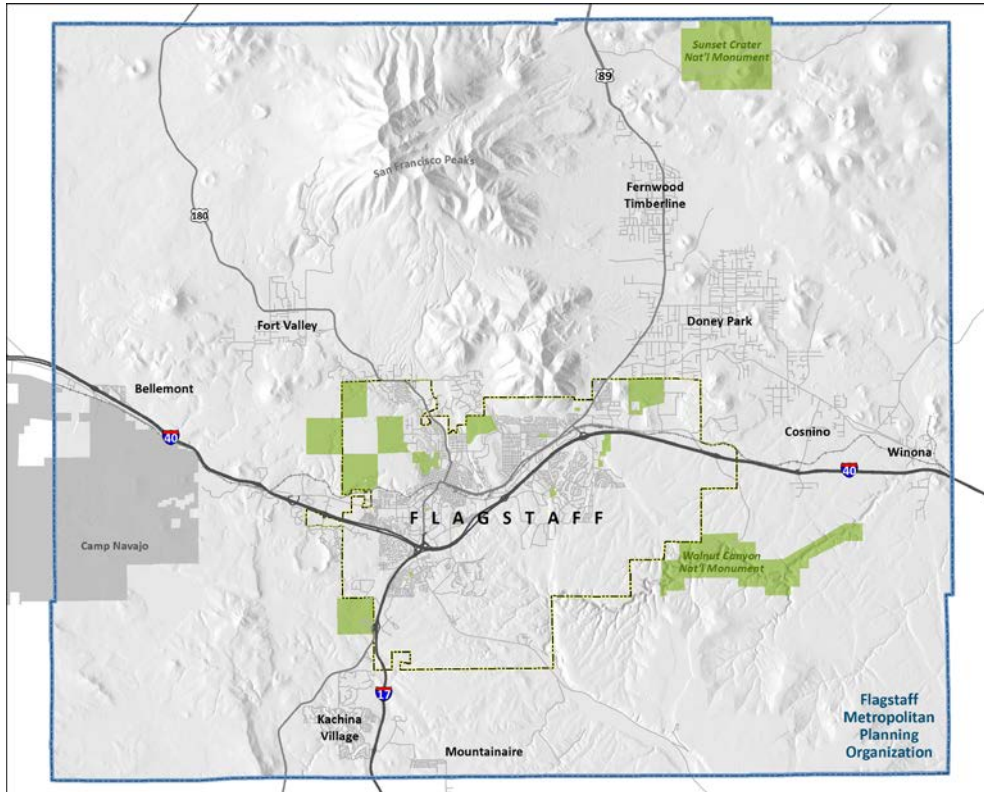 Sunset Crater
Nat'l Monument
89
San Francisco Peaks
Fernwood
Timberline
180
Fort Valley
Doney Park
Bellemont
40
Cosnino
Winona
40
FLAGSTAFF
Camp Navajo
Walnut Canyon
Nat'l Monument
17
Kachina
Village
Mountainaire
Flagstaff
Metropolitan
Planning
Organization